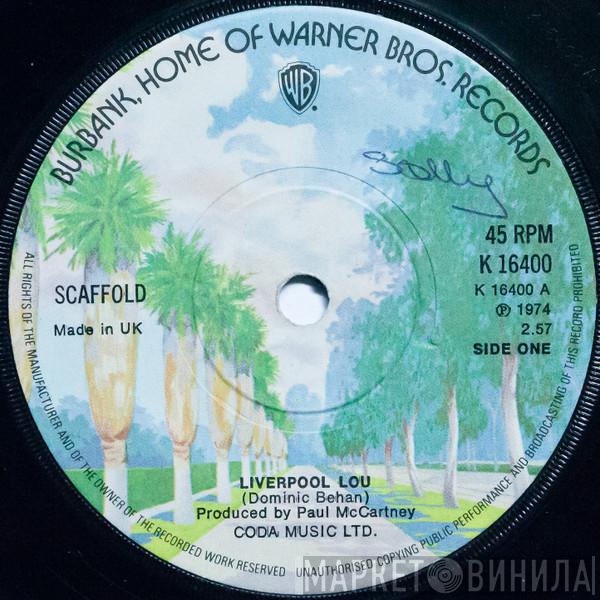 BURBANK, HOME OF WARNER BROS. RECORDS
WB
Solly
45 RPM
K 16400
K 16400 A
℗ 1974
2.57
SIDE ONE
SCAFFOLD
Made in UK
LIVERPOOL LOU
(Dominic Behan)
Produced by Paul McCartney
CODA MUSIC LTD.
ALL RIGHTS OF THE MANUFACTURER AND OF THE OWNER OF THE RECORDED WORK RESERVED UNAUTHORISED COPYING PUBLIC PERFORMANCE AND BROADCASTING OF THIS RECORD PROHIBITED
МАРКЕТ ВИНИЛА